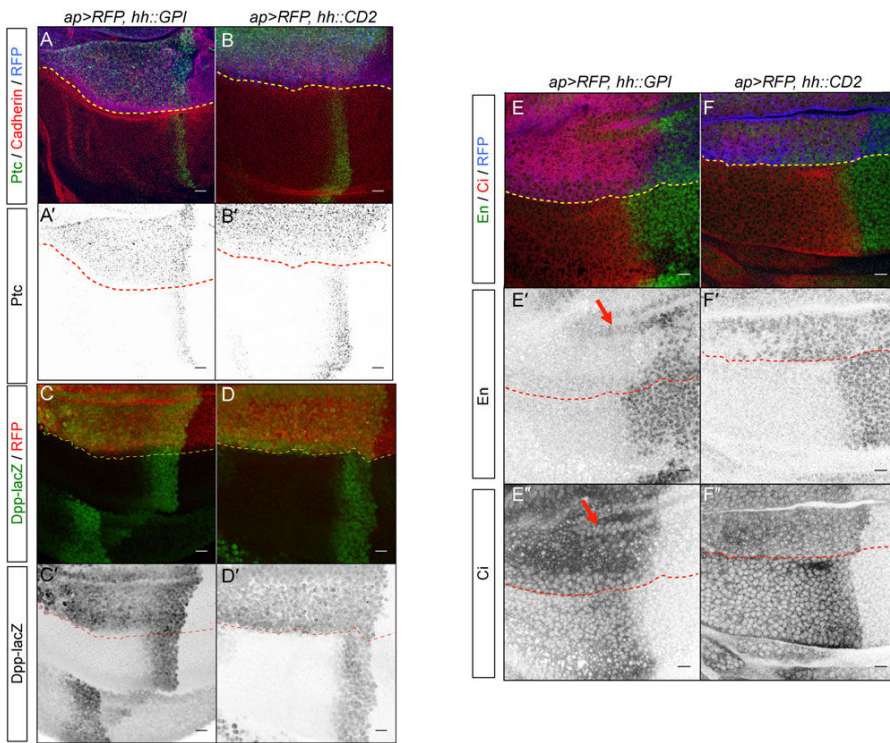 ap>RFP, hh::GPI
ap>RFP, hh::CD2
A
B
Ptc / Cadherin / RFP
A'
B'
Ptc
C
D
Dpp-lacZ / RFP
C'
D'
Dpp-lacZ
ap>RFP, hh::GPI
ap>RFP, hh::CD2
E
F
En / Ci / RFP
E'
F'
En
E"
F"
Ci